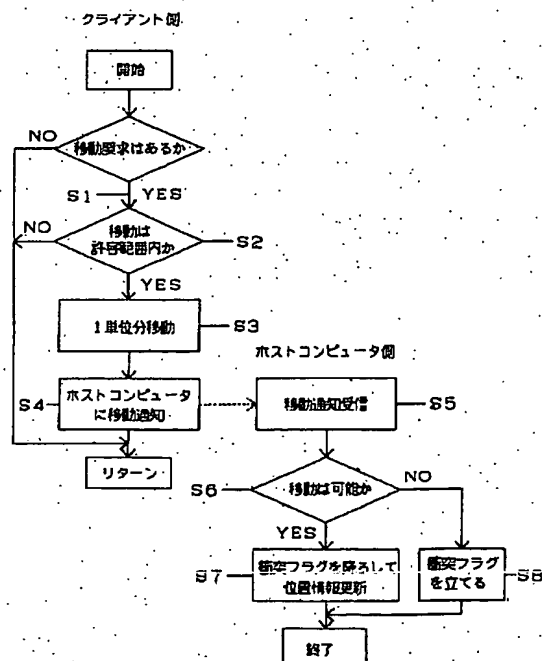 クライアント側
開始
NO
移動要求はあるか
S1
YES
NO
移動は
許容範囲内か
S2
YES
1単位分移動
S3
ホストコンピュータ側
S4
ホストコンピュータ
に移動通知
移動通知受信
S5
リターン
S6
移動は可能か
NO
YES
S7
衝突フラグを降ろして
位置情報更新
衝突フラグ
を立てる
S8
終了